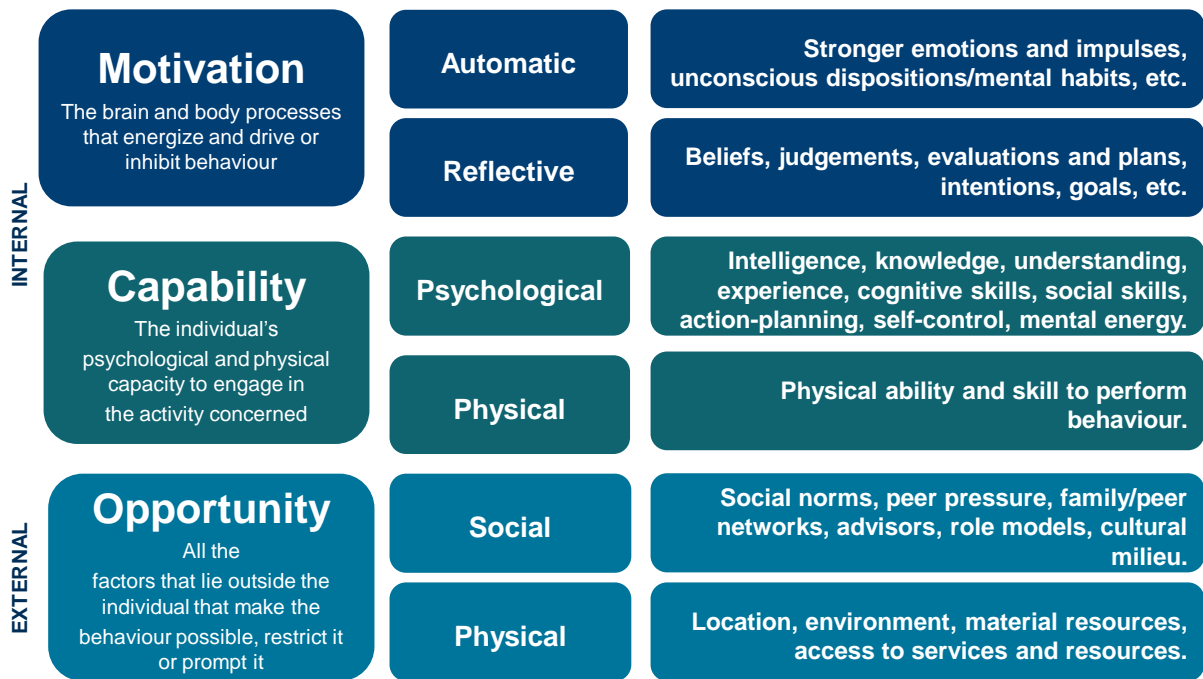 INTERNAL
Motivation
The brain and body processes
that energize and drive or
inhibit behaviour
Automatic
Stronger emotions and impulses,
unconscious dispositions/mental habits, etc.
Reflective
Beliefs, judgements, evaluations and plans,
intentions, goals, etc.
Capability
The individual's
psychological and physical
capacity to engage in
the activity concerned
Psychological
Intelligence, knowledge, understanding,
experience, cognitive skills, social skills,
action-planning, self-control, mental energy.
Physical
Physical ability and skill to perform
behaviour.
EXTERNAL
Opportunity
All the
factors that lie outside the
individual that make the
behaviour possible, restrict it
or prompt it
Social
Social norms, peer pressure, family/peer
networks, advisors, role models, cultural
milieu.
Physical
Location, environment, material resources,
access to services and resources.